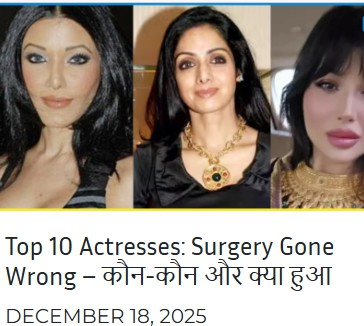 Top 10 Actresses: Surgery Gone
Wrong – कौन-कौन और क्या हुआ
DECEMBER 18, 2025